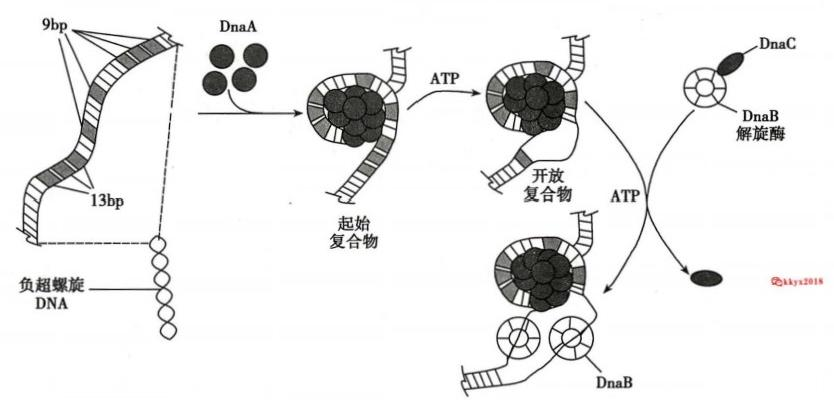 9bp
DnaA
13bp
负超螺旋
DNA
起始
复合物
ATP
开放
复合物
ATP
DnaC
DnaB
解旋酶
DnaB
kkyx2018